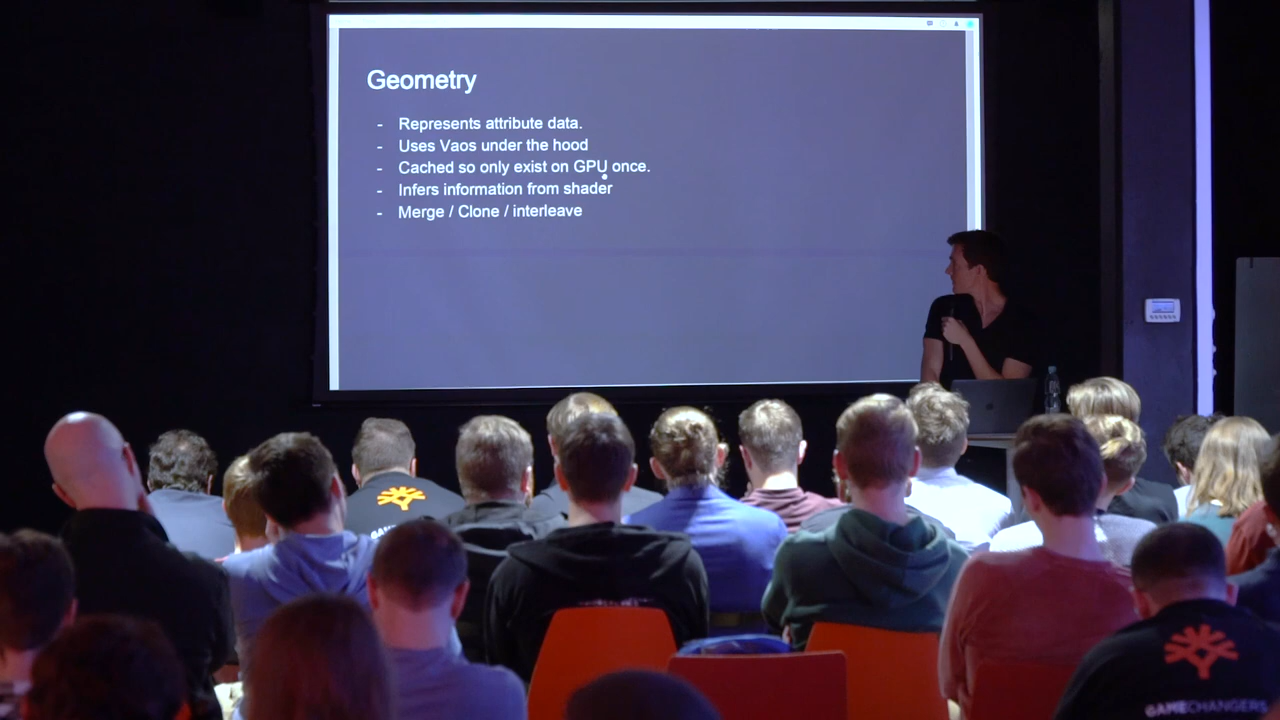 Geometry
- Represents attribute data.
- Uses Vaos under the hood
- Cached so only exist on GPU once.
- Infers information from shader
- Merge / Clone / interleave
GAMECHANGERS